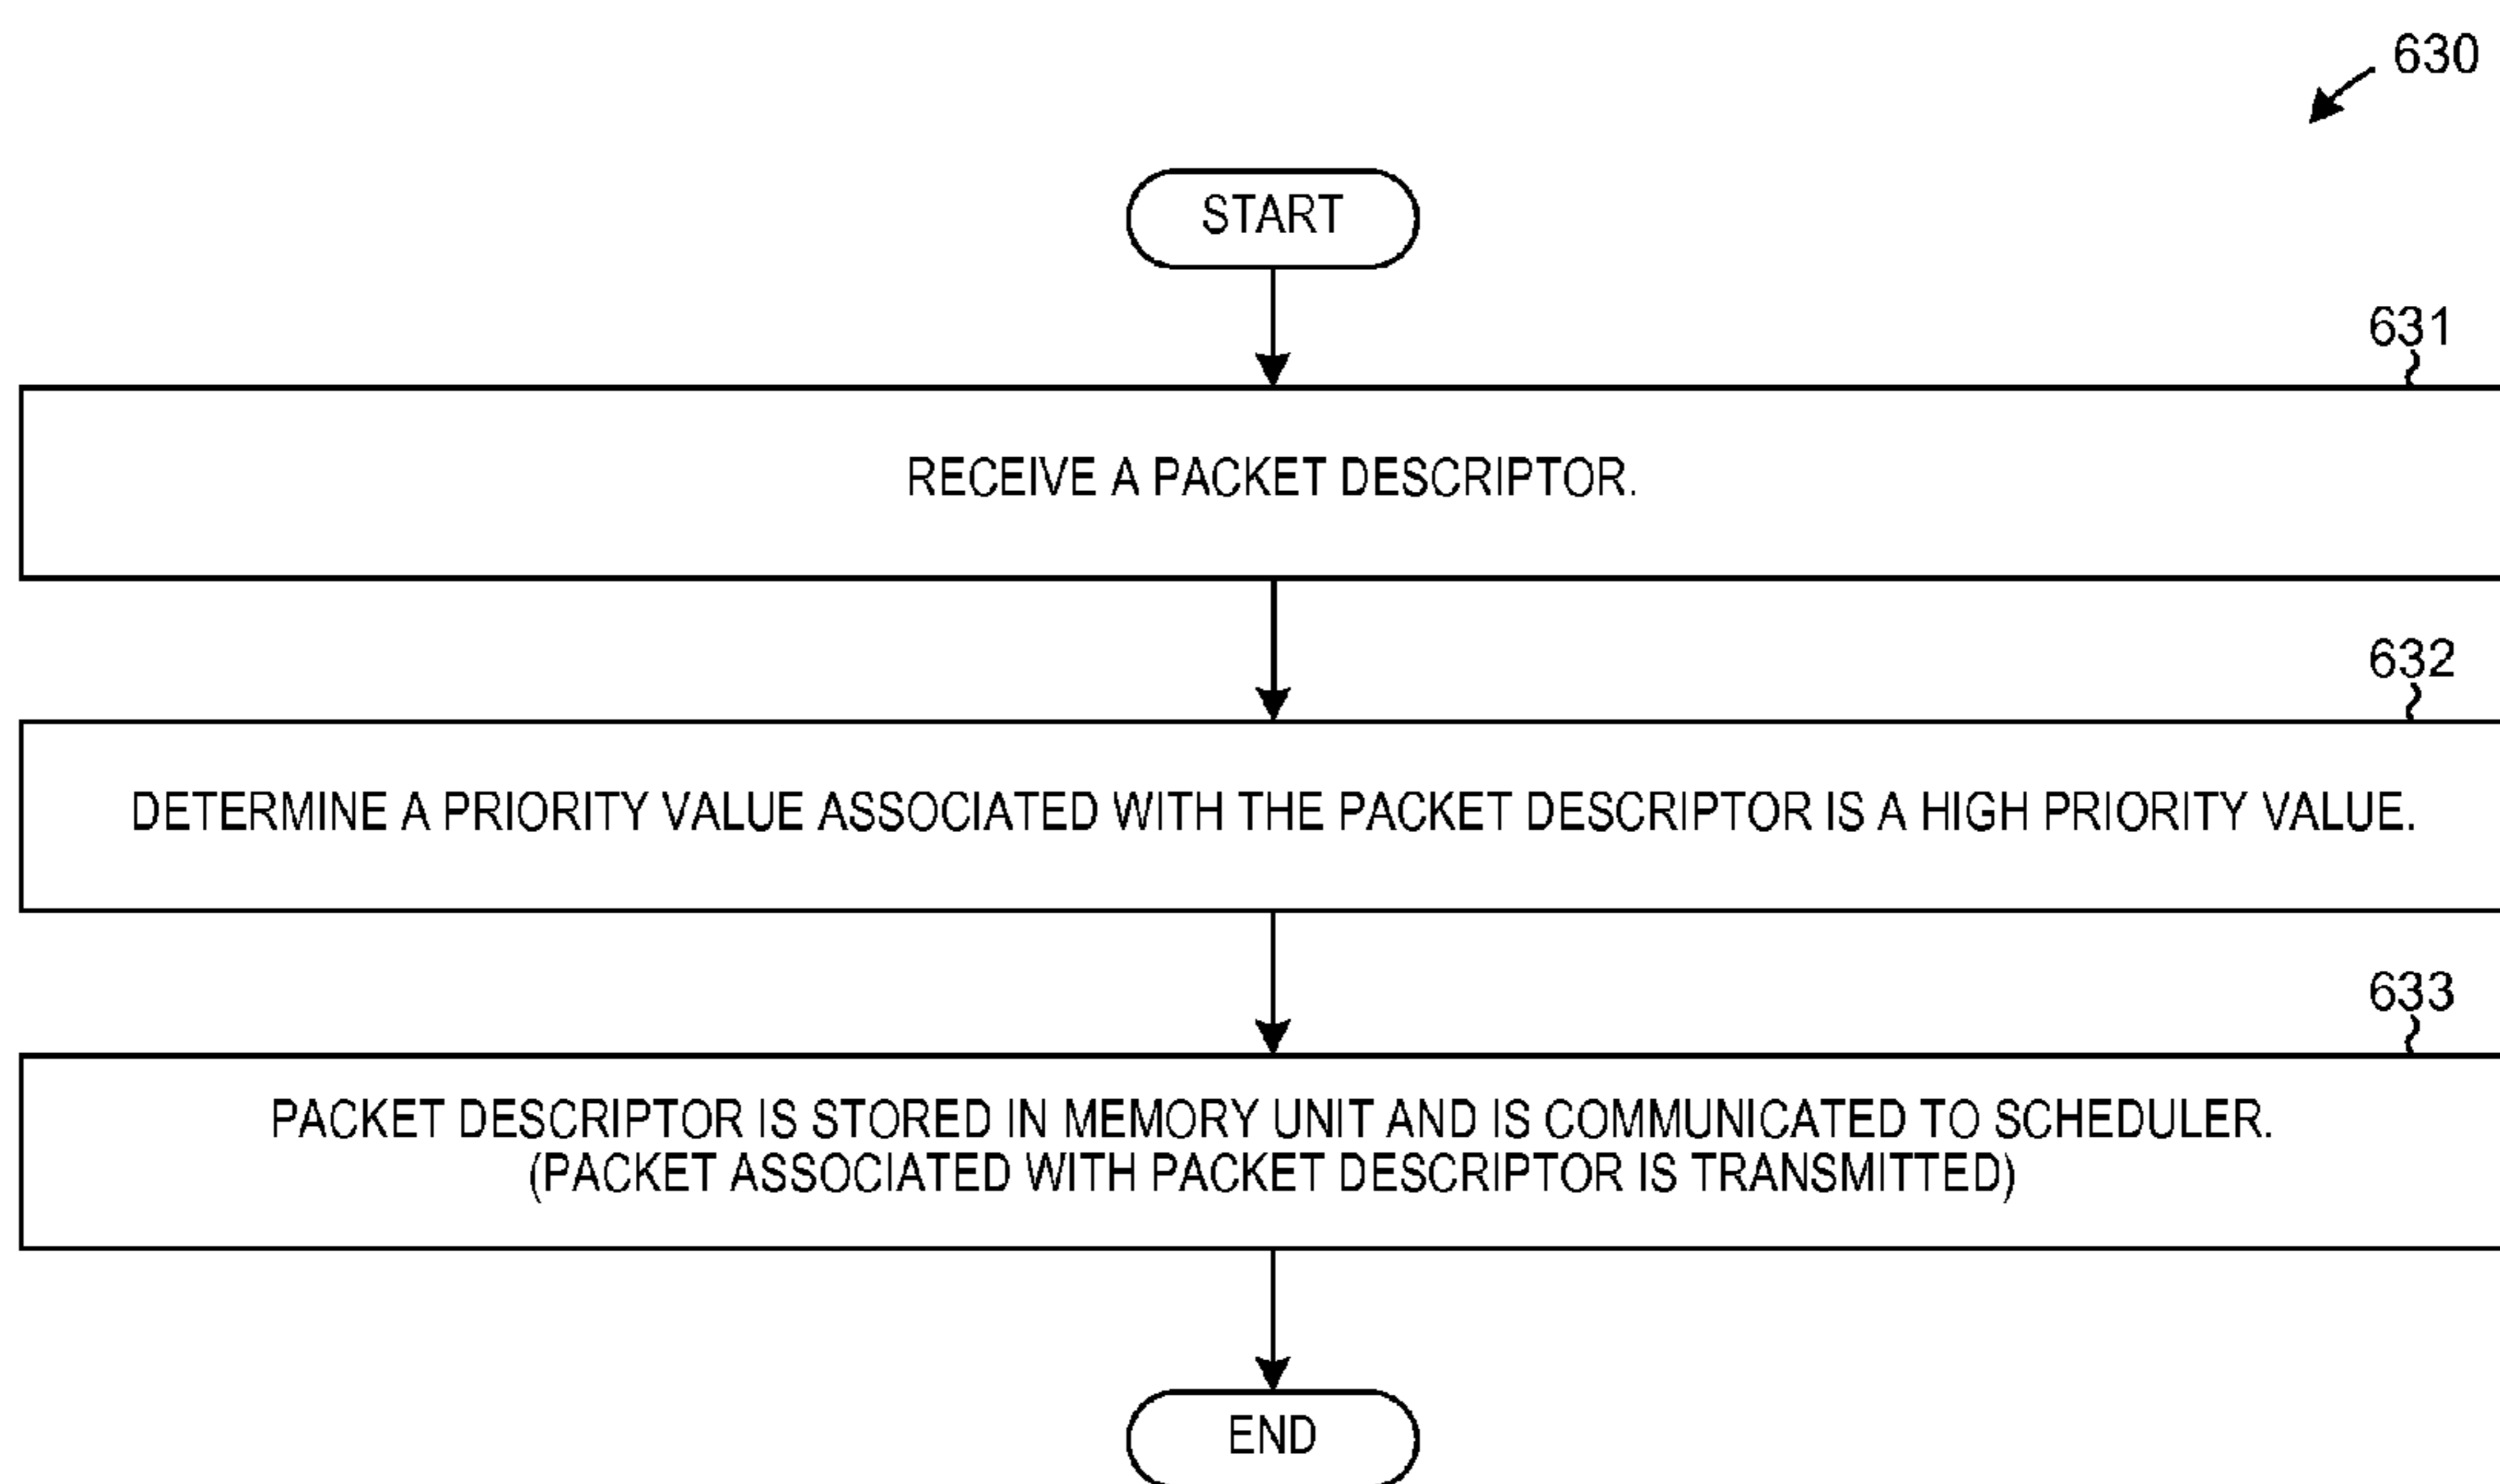 630
START
631
RECEIVE A PACKET DESCRIPTOR.
632
DETERMINE A PRIORITY VALUE ASSOCIATED WITH THE PACKET DESCRIPTOR IS A HIGH PRIORITY VALUE.
633
PACKET DESCRIPTOR IS STORED IN MEMORY UNIT AND IS COMMUNICATED TO SCHEDULER.
(PACKET ASSOCIATED WITH PACKET DESCRIPTOR IS TRANSMITTED)
END